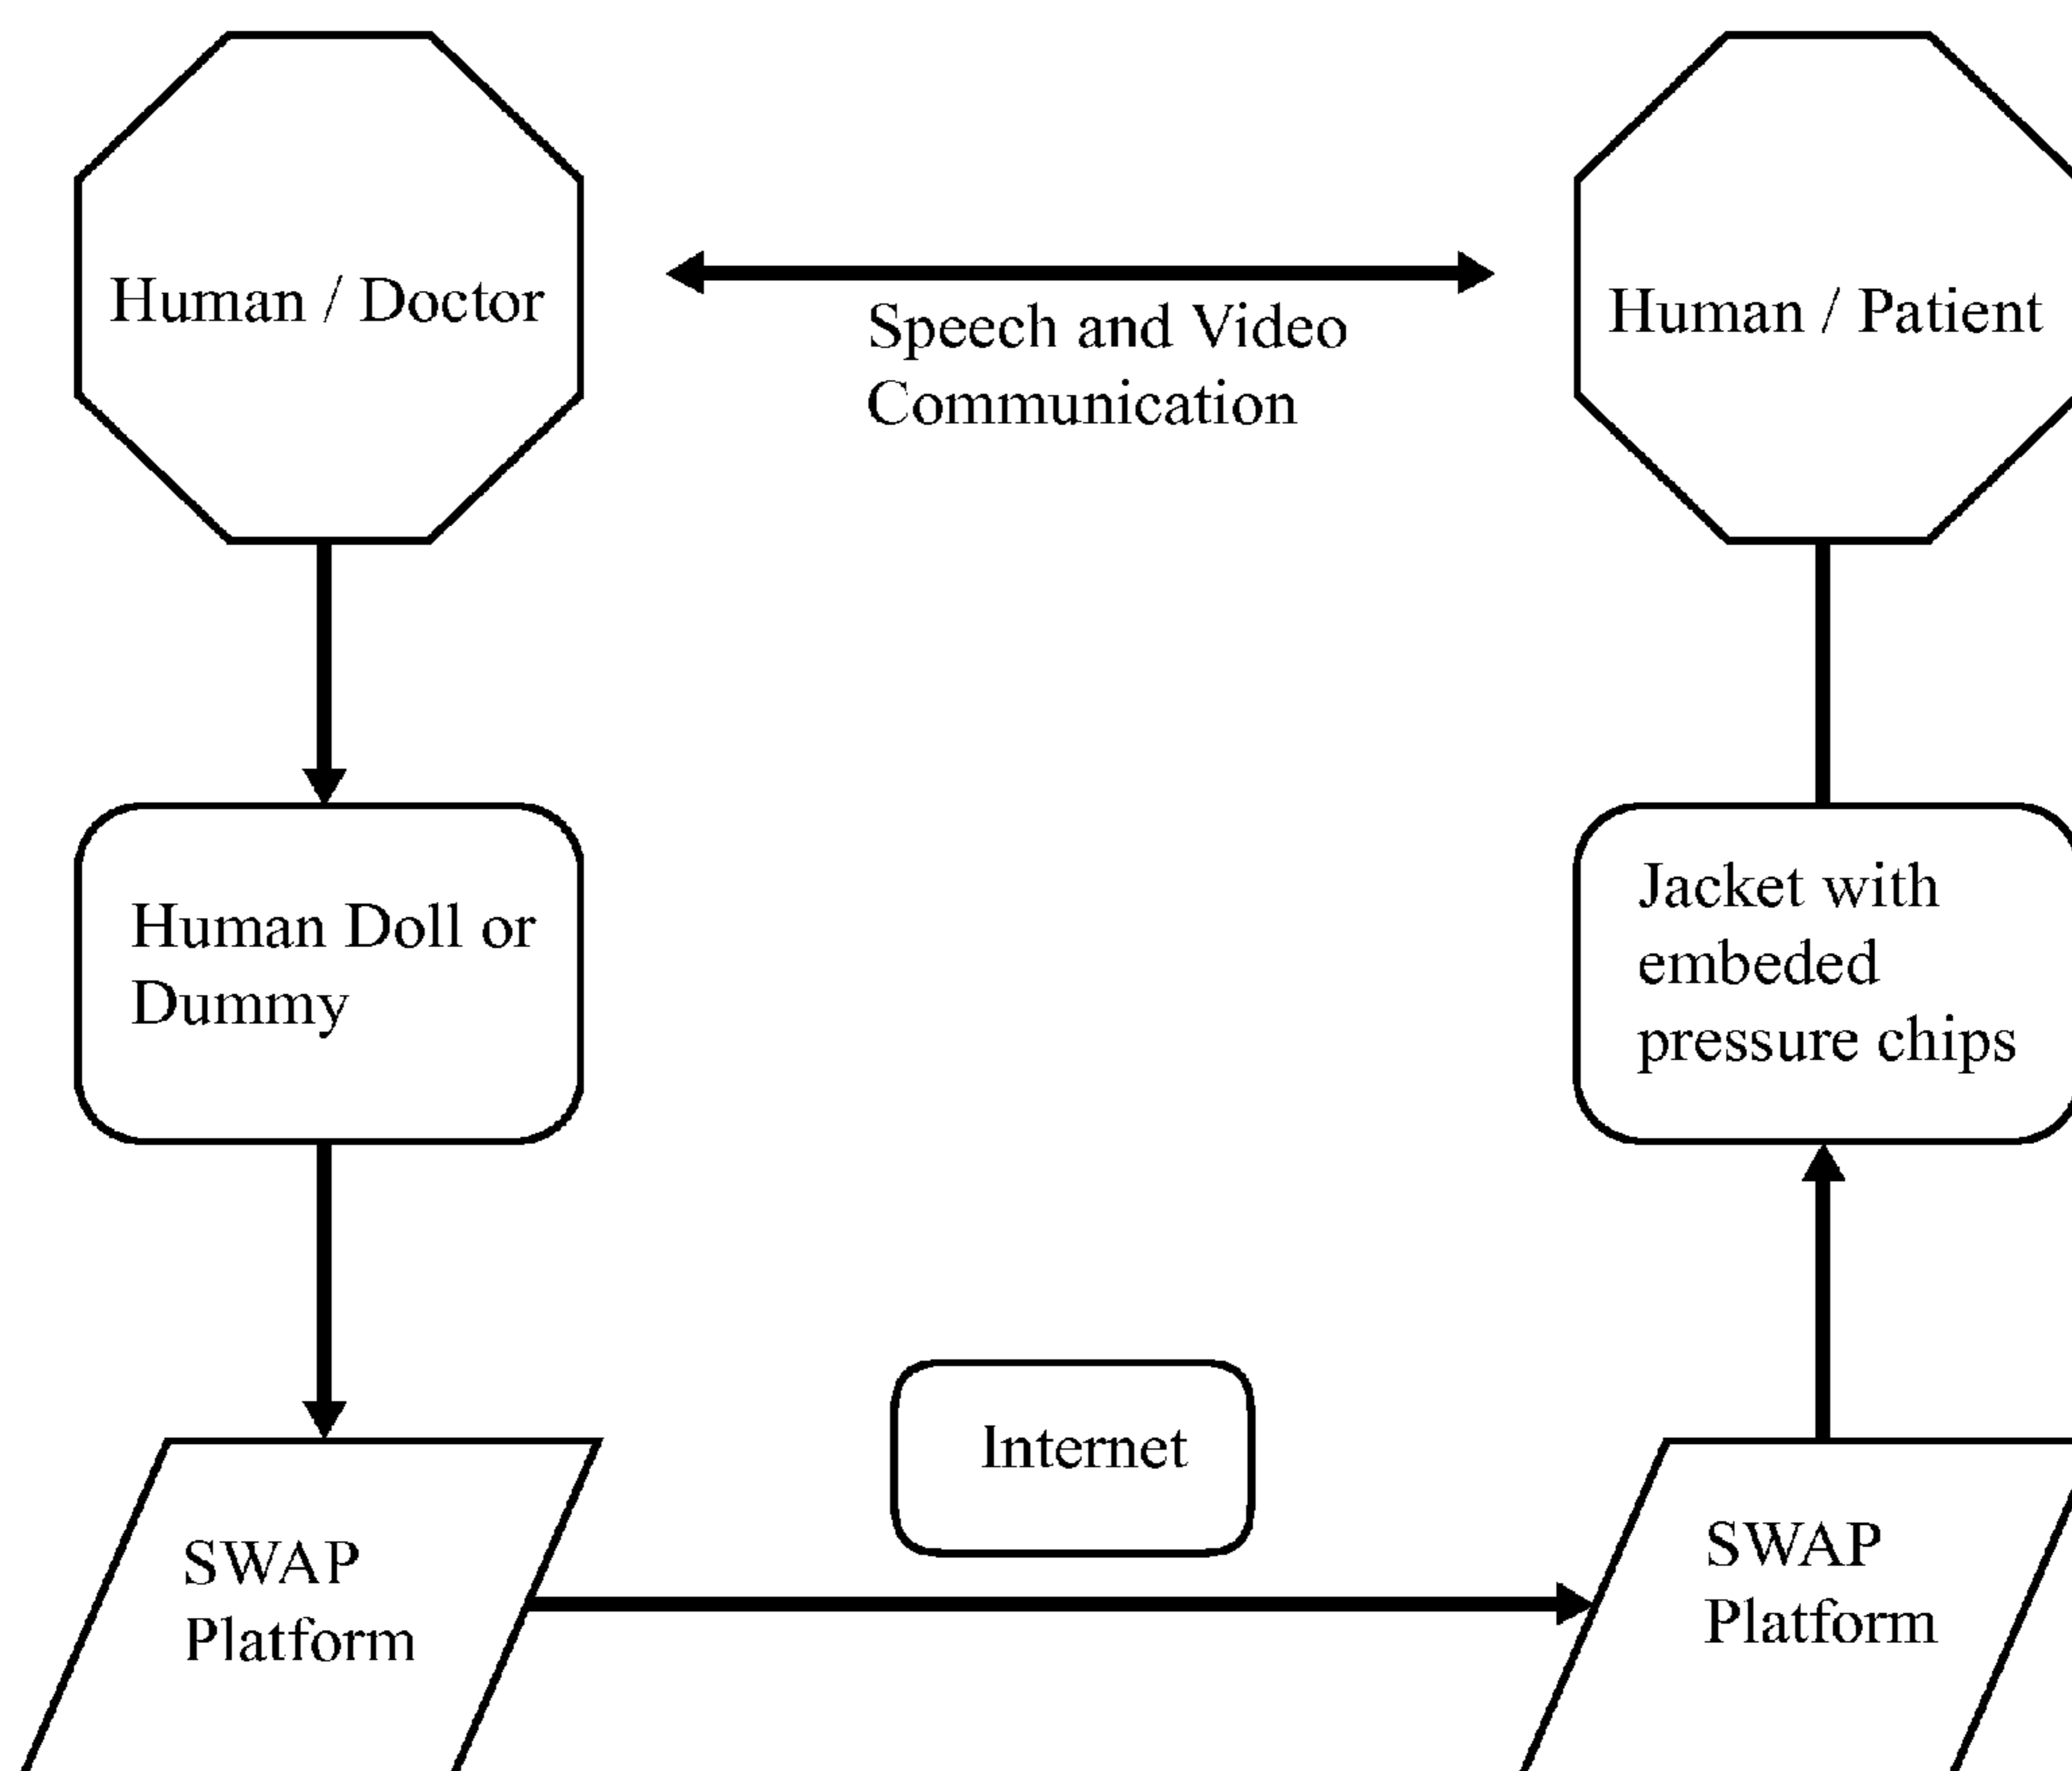 Human / Doctor
Speech and Video
Communication
Human / Patient
Human Doll or
Dummy
Jacket with
embeded
pressure chips
Internet
SWAP
Platform
SWAP
Platform